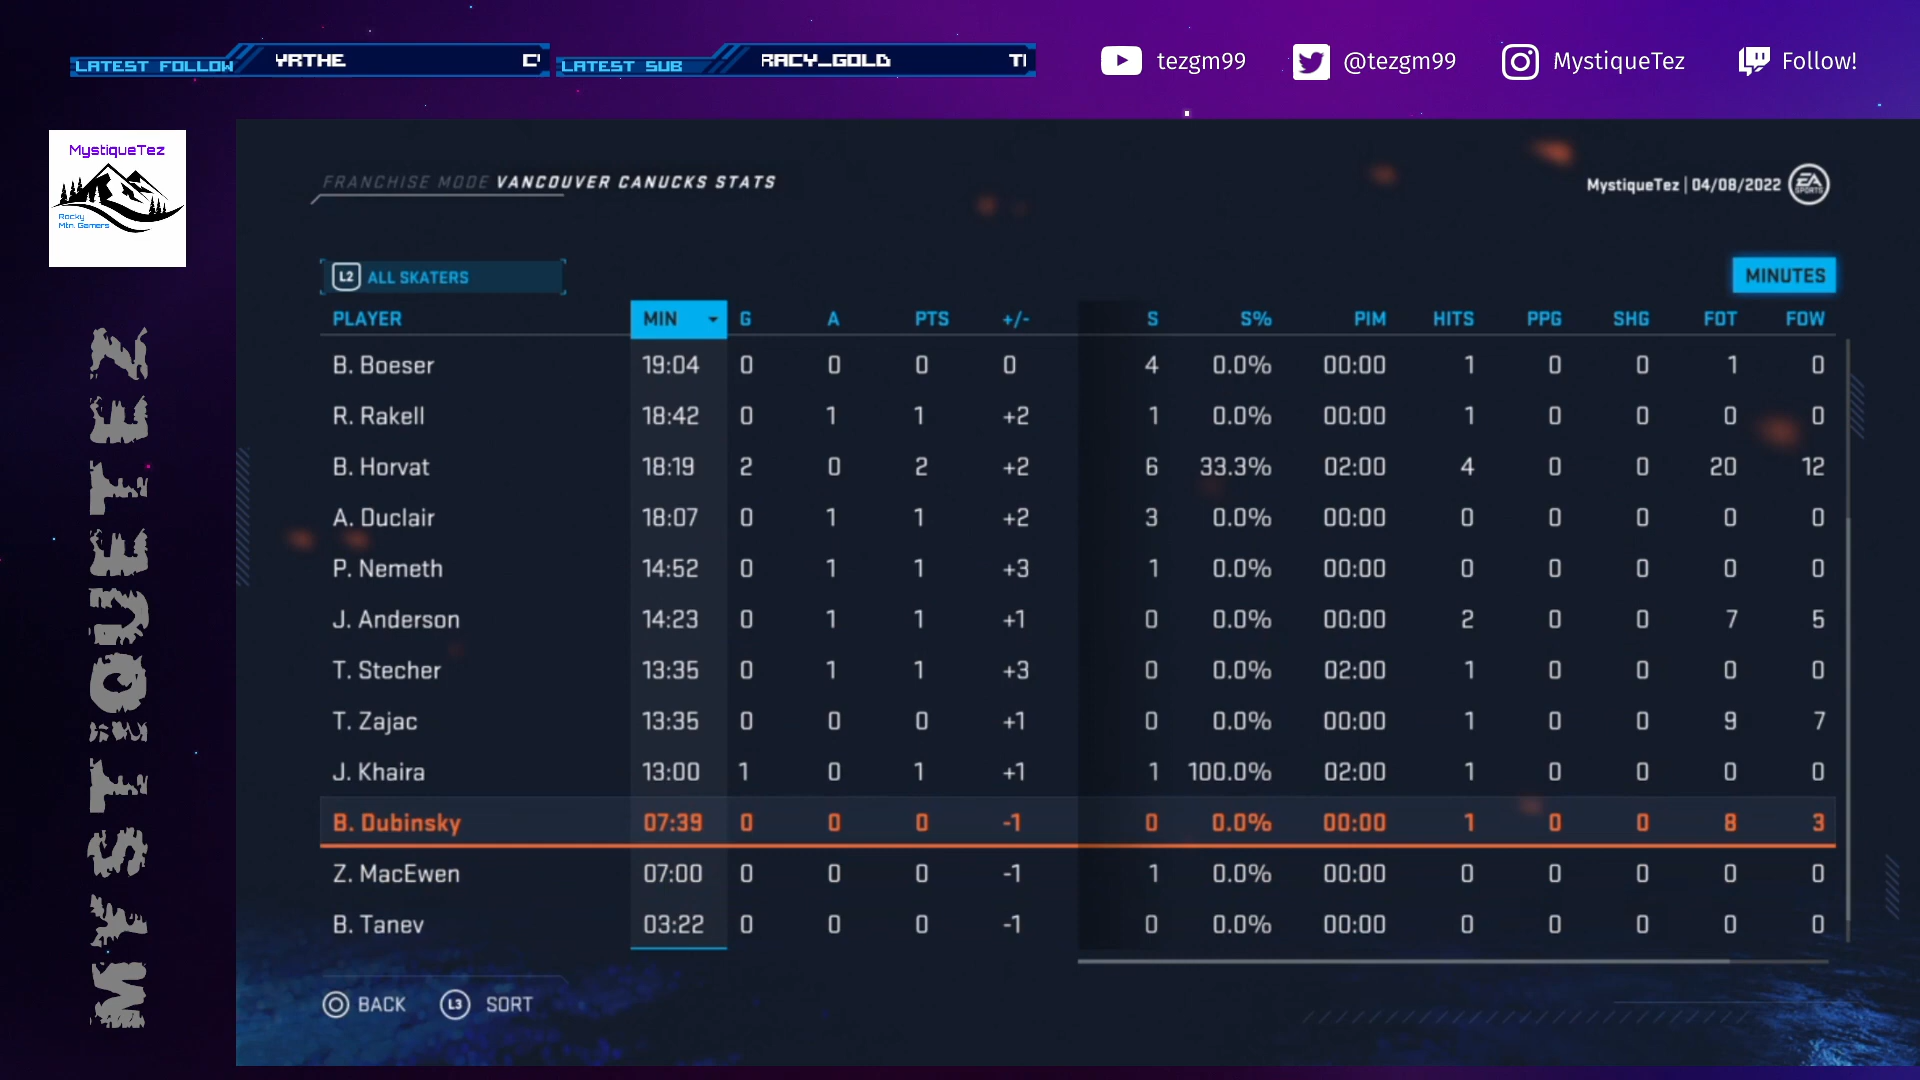 LATEST FOLLOW YRTHE C
LATEST SUB RACY_GOLD
tezgm99 @tezgm99 MystiqueTez Follow!
MystiqueTez
Rocky
Mtn. Gamers
MYSTIQUETEZ
FRANCHISE MODE VANCOUVER CANUCKS STATS
MystiqueTez | 04/08/2022 EA SPORTS
L2 ALL SKATERS
MINUTES
PLAYER MIN G A PTS +/- S S% PIM HITS PPG SHG FOT FOW
B. Boeser 19:04 0 0 0 0 4 0.0% 00:00 1 0 0 1 0
R. Rakell 18:42 0 1 1 +2 1 0.0% 00:00 1 0 0 0 0
B. Horvat 18:19 2 0 2 +2 6 33.3% 02:00 4 0 0 20 12
A. Duclair 18:07 0 1 1 +2 3 0.0% 00:00 0 0 0 0 0
P. Nemeth 14:52 0 1 1 +3 1 0.0% 00:00 0 0 0 0 0
J. Anderson 14:23 0 1 1 +1 0 0.0% 00:00 2 0 0 7 5
T. Stecher 13:35 0 1 1 +3 0 0.0% 02:00 1 0 0 0 0
T. Zajac 13:35 0 0 0 +1 0 0.0% 00:00 1 0 0 9 7
J. Khaira 13:00 1 0 1 +1 1 100.0% 02:00 1 0 0 0 0
B. Dubinsky 07:39 0 0 0 -1 0 0.0% 00:00 1 0 0 8 3
Z. MacEwen 07:00 0 0 0 -1 1 0.0% 00:00 0 0 0 0 0
B. Tanev 03:22 0 0 0 -1 0 0.0% 00:00 0 0 0 0 0
BACK L3 SORT